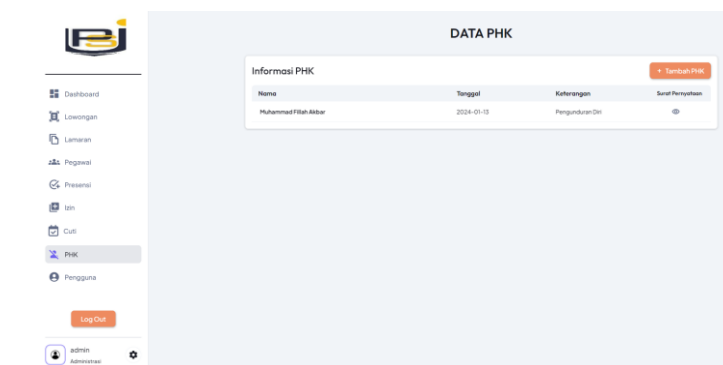 DATA PHK
Informasi PHK
+ Tambah PHK
Nama Tanggal Keterangan Surat Pernyataan
Muhammad Fillah Akbar 2024-01-13 Pengunduran Diri
Dashboard
Lowongan
Lamaran
Pegawai
Presensi
Izin
Cuti
PHK
Pengguna
Log Out
admin
Administrasi